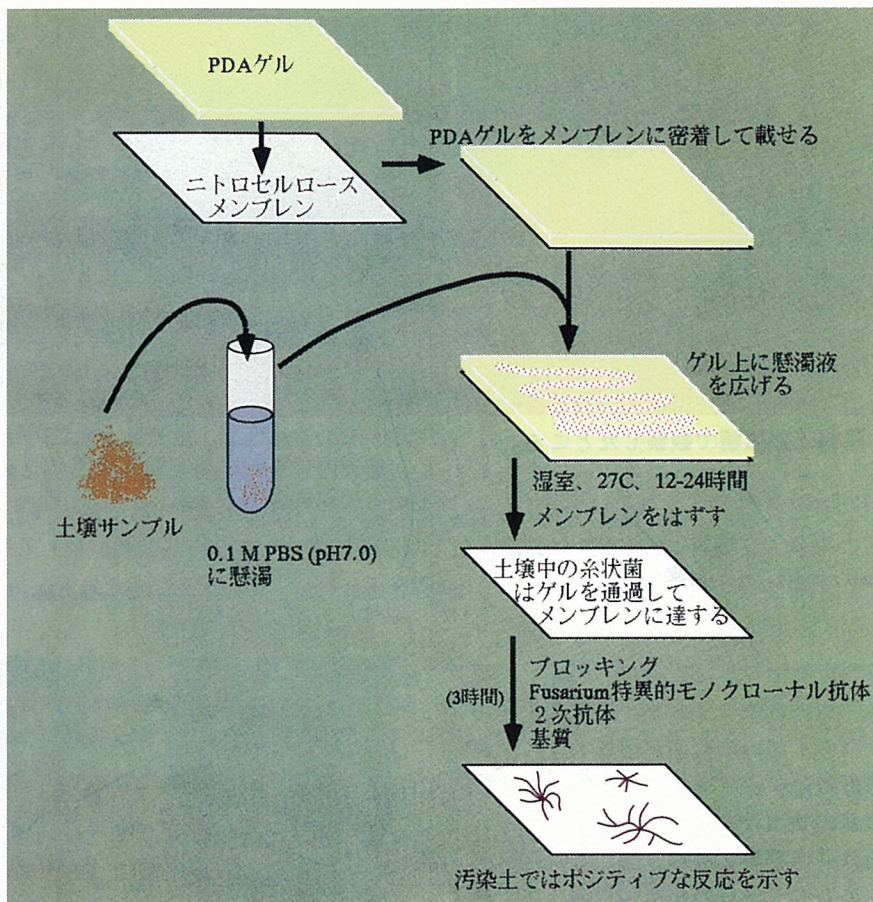 PDAゲル
PDAゲルをメンブレンに密着して載せる
ニトロセルロース
メンブレン
ゲル上に懸濁液
を広げる
土壌サンプル
0.1 M PBS (pH7.0)
に懸濁
湿室、27C、12-24時間
メンブレンをはずす
土壌中の糸状菌
はゲルを通過して
メンブレンに達する
(3時間)
ブロッキング
Fusarium特異的モノクローナル抗体
２次抗体
基質
汚染土ではポジティブな反応を示す